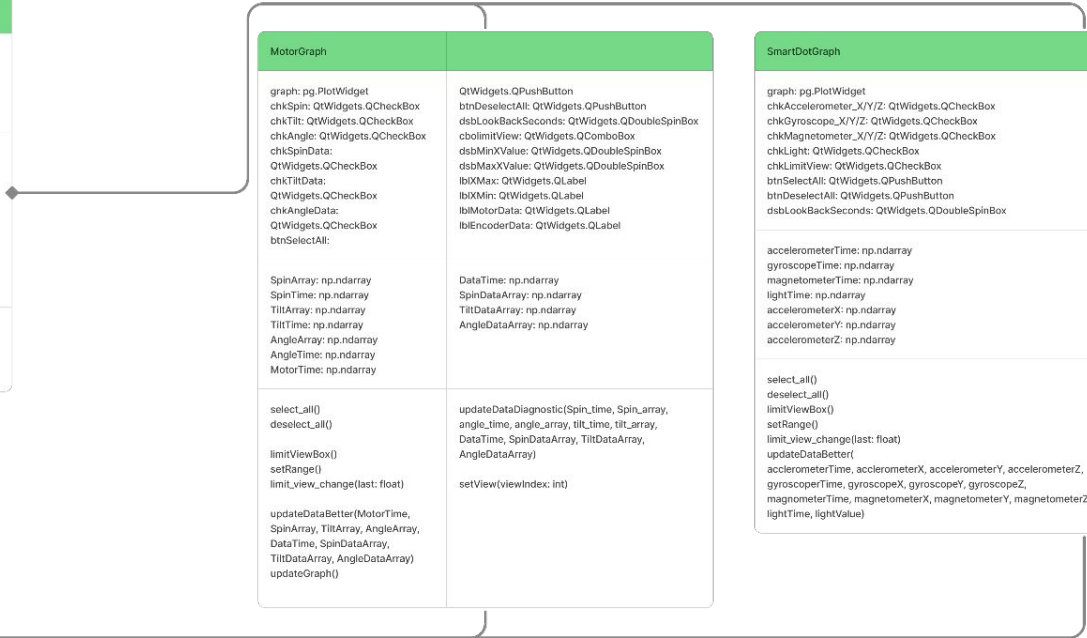 MotorGraph
graph: pg.PlotWidget
chkSpin: QtWidgets.QCheckBox
chkTilt: QtWidgets.QCheckBox
chkAngle: QtWidgets.QCheckBox
chkSpinData:
QtWidgets.QCheckBox
chkTiltData:
QtWidgets.QCheckBox
chkAngleData:
QtWidgets.QCheckBox
btnSelectAll:
QtWidgets.QPushButton
btnDeselectAll: QtWidgets.QPushButton
dsbLookBackSeconds: QtWidgets.QDoubleSpinBox
cbolimitView: QtWidgets.QComboBox
dsbMinXValue: QtWidgets.QDoubleSpinBox
dsbMaxXValue: QtWidgets.QDoubleSpinBox
lblXMax: QtWidgets.QLabel
lblXMin: QtWidgets.QLabel
lblMotorData: QtWidgets.QLabel
lblEncoderData: QtWidgets.QLabel
SpinArray: np.ndarray
SpinTime: np.ndarray
TiltArray: np.ndarray
TiltTime: np.ndarray
AngleArray: np.ndarray
AngleTime: np.ndarray
MotorTime: np.ndarray
DataTime: np.ndarray
SpinDataArray: np.ndarray
TiltDataArray: np.ndarray
AngleDataArray: np.ndarray
select_all()
deselect_all()
limitViewBox()
setRange()
limit_view_change(last: float)
updateDataBetter(MotorTime,
SpinArray, TiltArray, AngleArray,
DataTime, SpinDataArray,
TiltDataArray, AngleDataArray)
updateGraph()
updateDataDiagnostic(Spin_time, Spin_array,
angle_time, angle_array, tilt_time, tilt_array,
DataTime, SpinDataArray, TiltDataArray,
AngleDataArray)
setView(viewIndex: int)
SmartDotGraph
graph: pg.PlotWidget
chkAccelerometer_X/Y/Z: QtWidgets.QCheckBox
chkGyroscope_X/Y/Z: QtWidgets.QCheckBox
chkMagnetometer_X/Y/Z: QtWidgets.QCheckBox
chkLight: QtWidgets.QCheckBox
chkLimitView: QtWidgets.QCheckBox
btnSelectAll: QtWidgets.QPushButton
btnDeselectAll: QtWidgets.QPushButton
dsbLookBackSeconds: QtWidgets.QDoubleSpinBox
accelerometerTime: np.ndarray
gyroscopeTime: np.ndarray
magnetometerTime: np.ndarray
lightTime: np.ndarray
accelerometerX: np.ndarray
accelerometerY: np.ndarray
accelerometerZ: np.ndarray
select_all()
deselect_all()
limitViewBox()
setRange()
limit_view_change(last: float)
updateDataBetter(
acclerometerTime, acclerometerX, accelerometerY, accelerometerZ,
gyroscoperTime, gyroscopeX, gyroscopeY, gyroscopeZ,
magnometerTime, magnetometerX, magnetometerY, magnetometerZ
lightTime, lightValue)